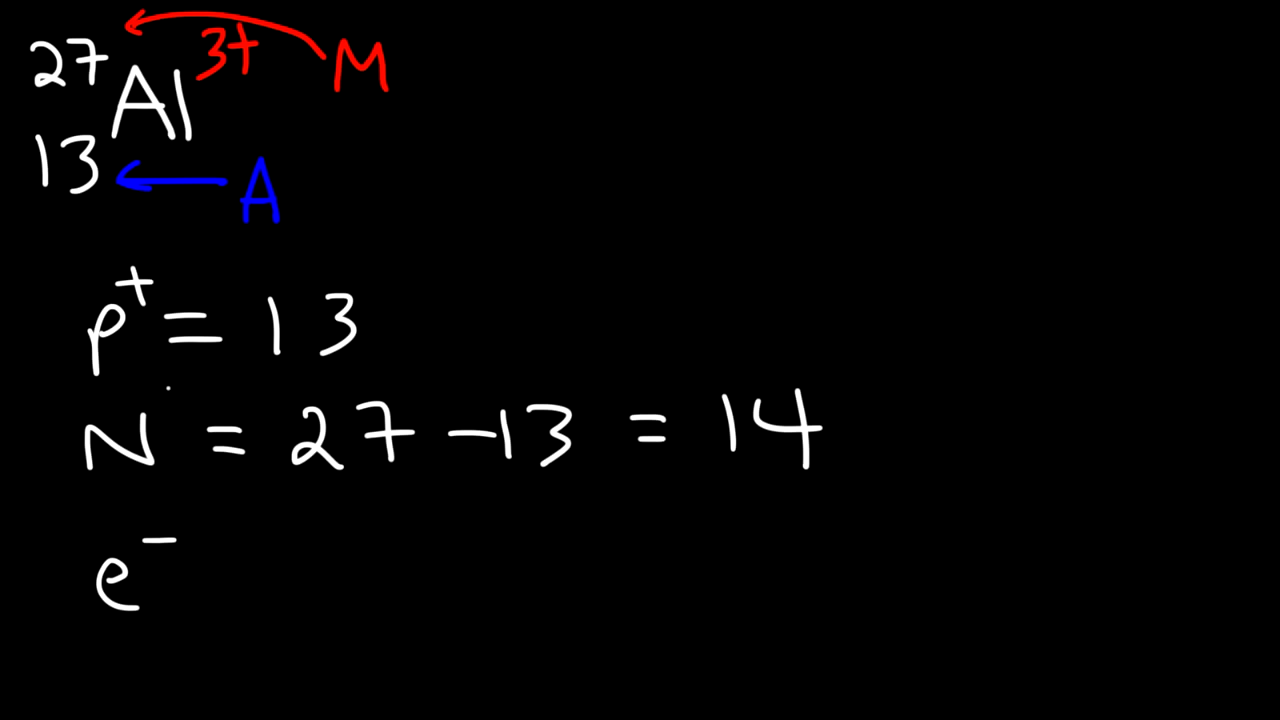 27 Al 3+ M
13 A
p+ = 13
N = 27 - 13 = 14
e-